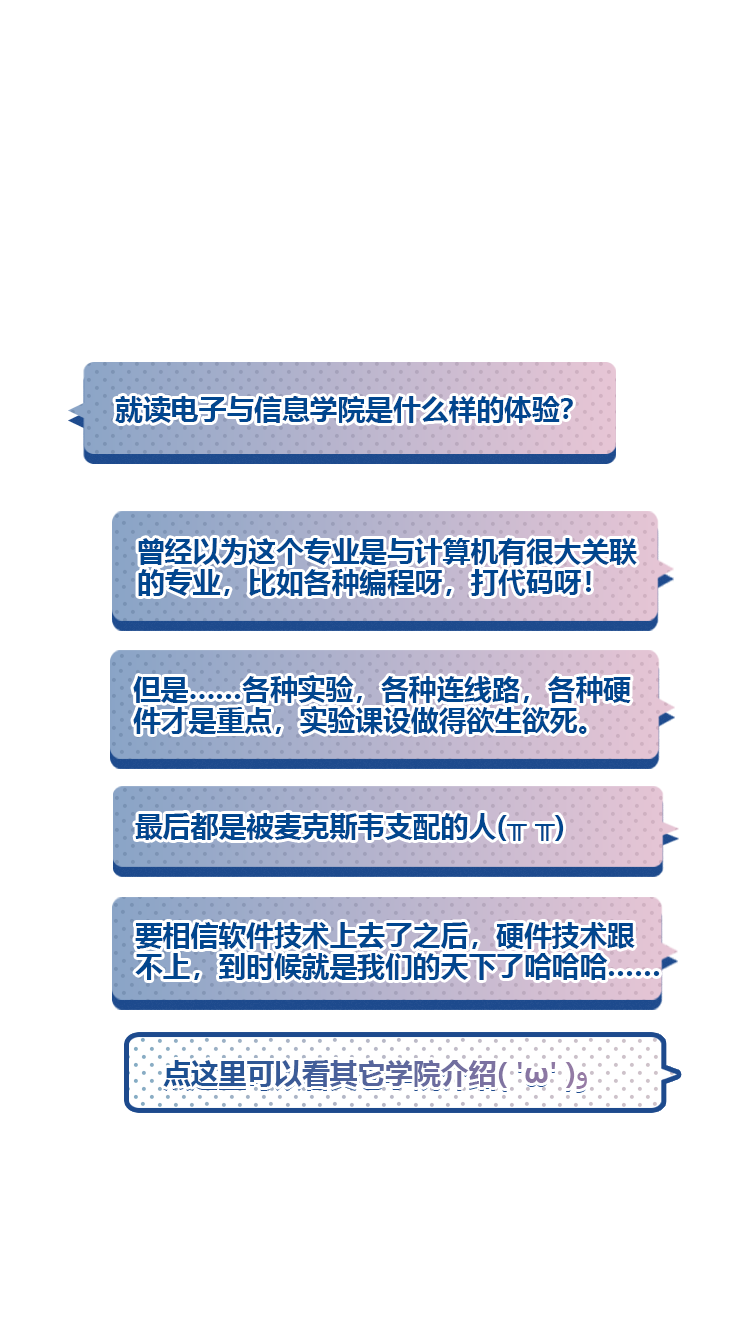 就读电子与信息学院是什么样的体验？
曾经以为这个专业是与计算机有很大关联
的专业，比如各种编程呀，打代码呀！
但是……各种实验，各种连线路，各种硬
件才是重点，实验课设做得欲生欲死。
最后都是被麦克斯韦支配的人(╥ ╥)
要相信软件技术上去了之后，硬件技术跟
不上，到时候就是我们的天下了哈哈哈……
点这里可以看其它学院介绍( 'ω' )و